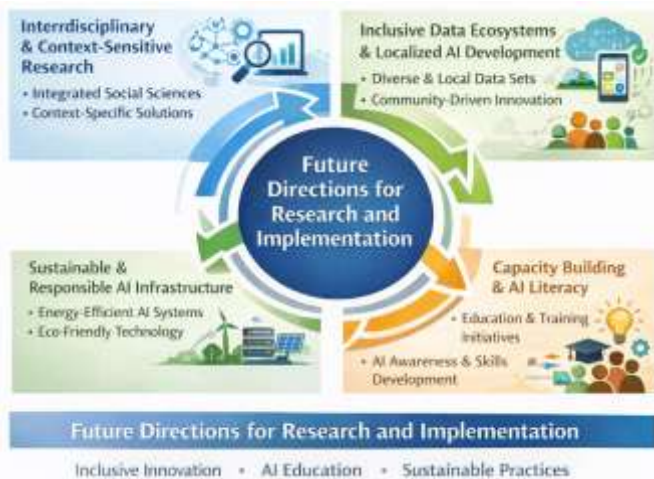 Interrdisciplinary
& Context-Sensitive
Research
• Integrated Social Sciences
• Context-Specific Solutions
Inclusive Data Ecosystems
& Localized AI Development
• Diverse & Local Data Sets
• Community-Driven Innovation
Future
Directions for
Research and
Implementation
Sustainable &
Responsible AI Infrastructure
• Energy-Efficient AI Systems
• Eco-Friendly Technology
Capacity Building
& AI Literacy
• Education & Training
Initiatives
• AI Awareness & Skills
Development
Future Directions for Research and Implementation
Inclusive Innovation • AI Education • Sustainable Practices